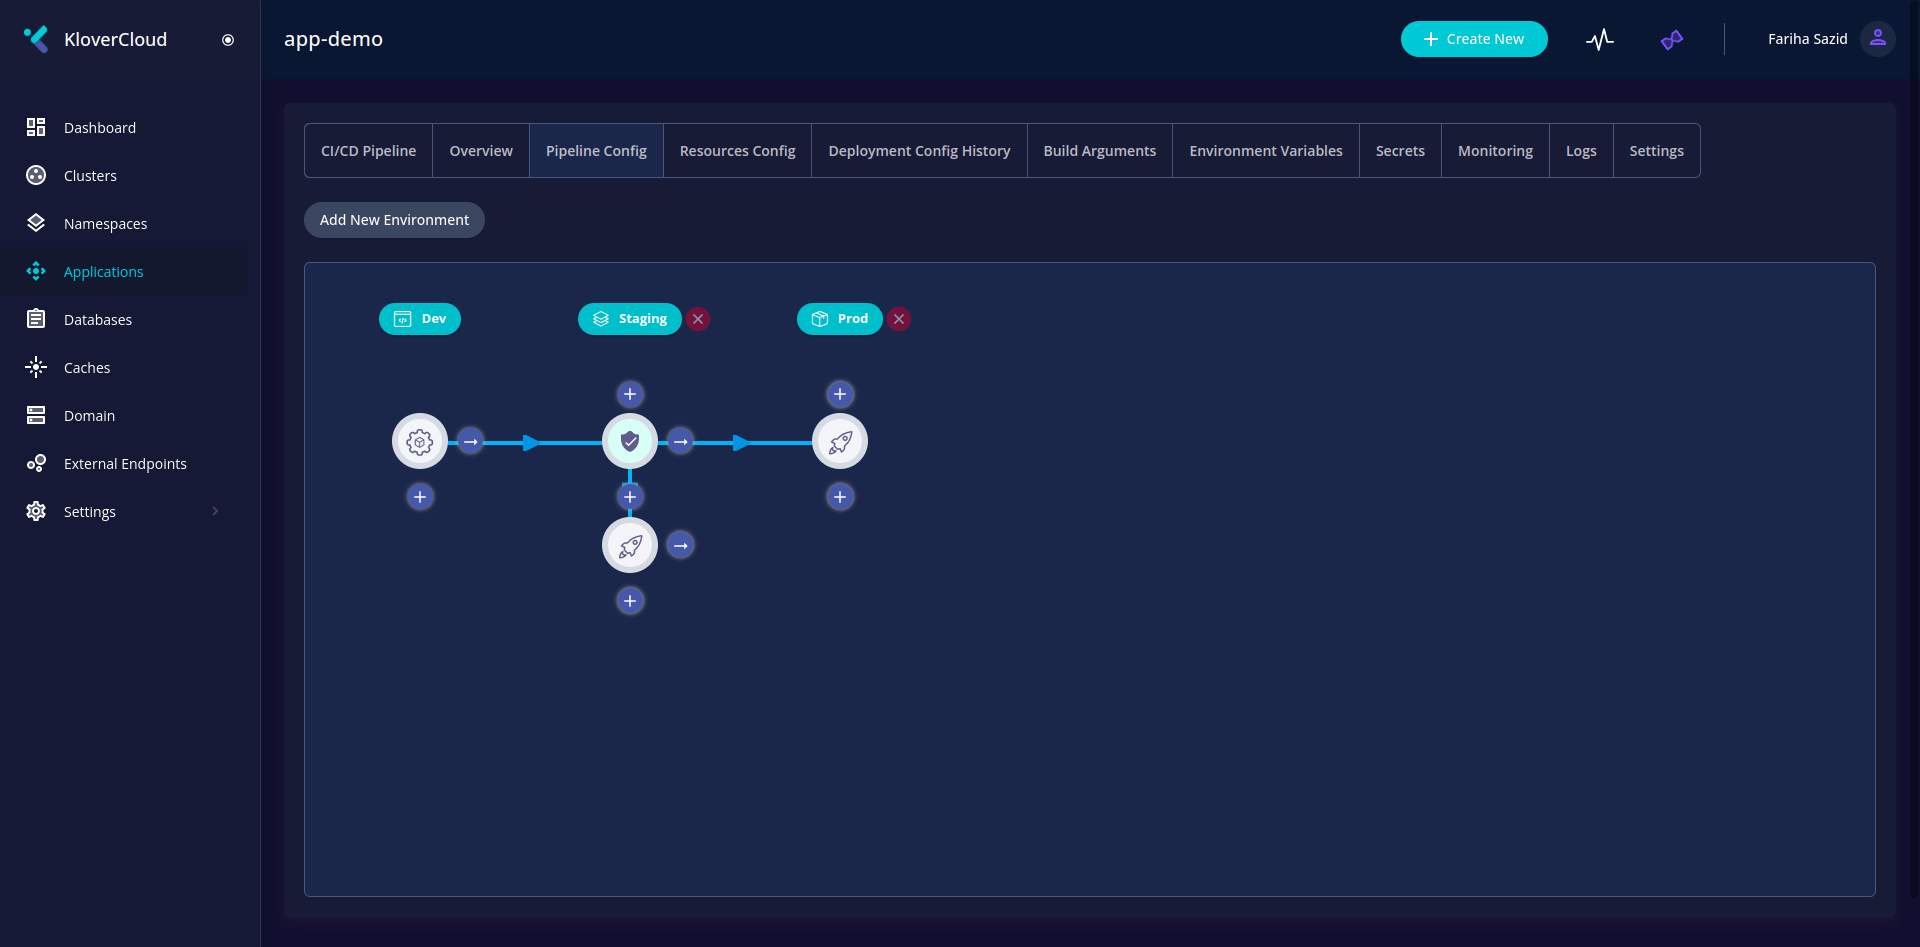 KloverCloud
app-demo
Create New
Fariha Sazid
Dashboard
Clusters
Namespaces
Applications
Databases
Caches
Domain
External Endpoints
Settings
CI/CD Pipeline
Overview
Pipeline Config
Resources Config
Deployment Config History
Build Arguments
Environment Variables
Secrets
Monitoring
Logs
Settings
Add New Environment
Dev
Staging
Prod